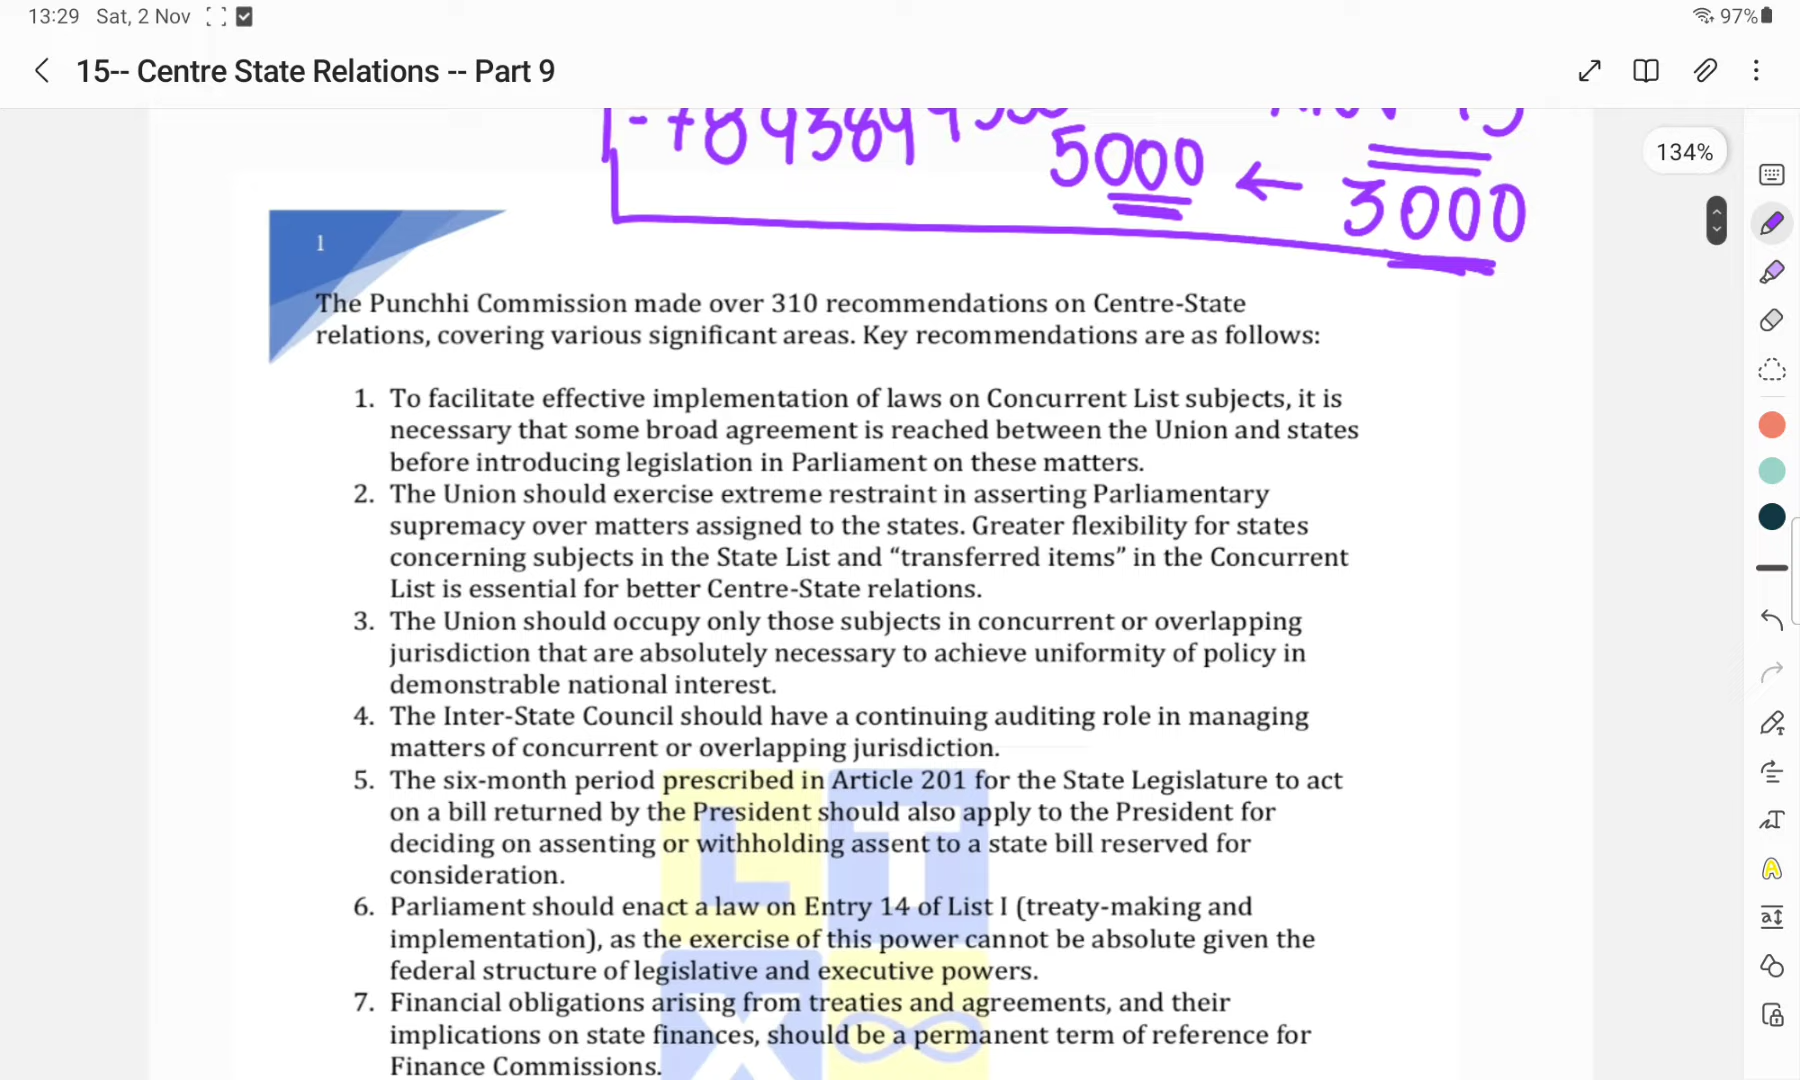 13:29 Sat, 2 Nov
97%
15-- Centre State Relations -- Part 9
134%
5000 ← 3000
1
The Punchhi Commission made over 310 recommendations on Centre-State
relations, covering various significant areas. Key recommendations are as follows:
1. To facilitate effective implementation of laws on Concurrent List subjects, it is
necessary that some broad agreement is reached between the Union and states
before introducing legislation in Parliament on these matters.
2. The Union should exercise extreme restraint in asserting Parliamentary
supremacy over matters assigned to the states. Greater flexibility for states
concerning subjects in the State List and “transferred items” in the Concurrent
List is essential for better Centre-State relations.
3. The Union should occupy only those subjects in concurrent or overlapping
jurisdiction that are absolutely necessary to achieve uniformity of policy in
demonstrable national interest.
4. The Inter-State Council should have a continuing auditing role in managing
matters of concurrent or overlapping jurisdiction.
5. The six-month period prescribed in Article 201 for the State Legislature to act
on a bill returned by the President should also apply to the President for
deciding on assenting or withholding assent to a state bill reserved for
consideration.
6. Parliament should enact a law on Entry 14 of List I (treaty-making and
implementation), as the exercise of this power cannot be absolute given the
federal structure of legislative and executive powers.
7. Financial obligations arising from treaties and agreements, and their
implications on state finances, should be a permanent term of reference for
Finance Commissions.
L T
X